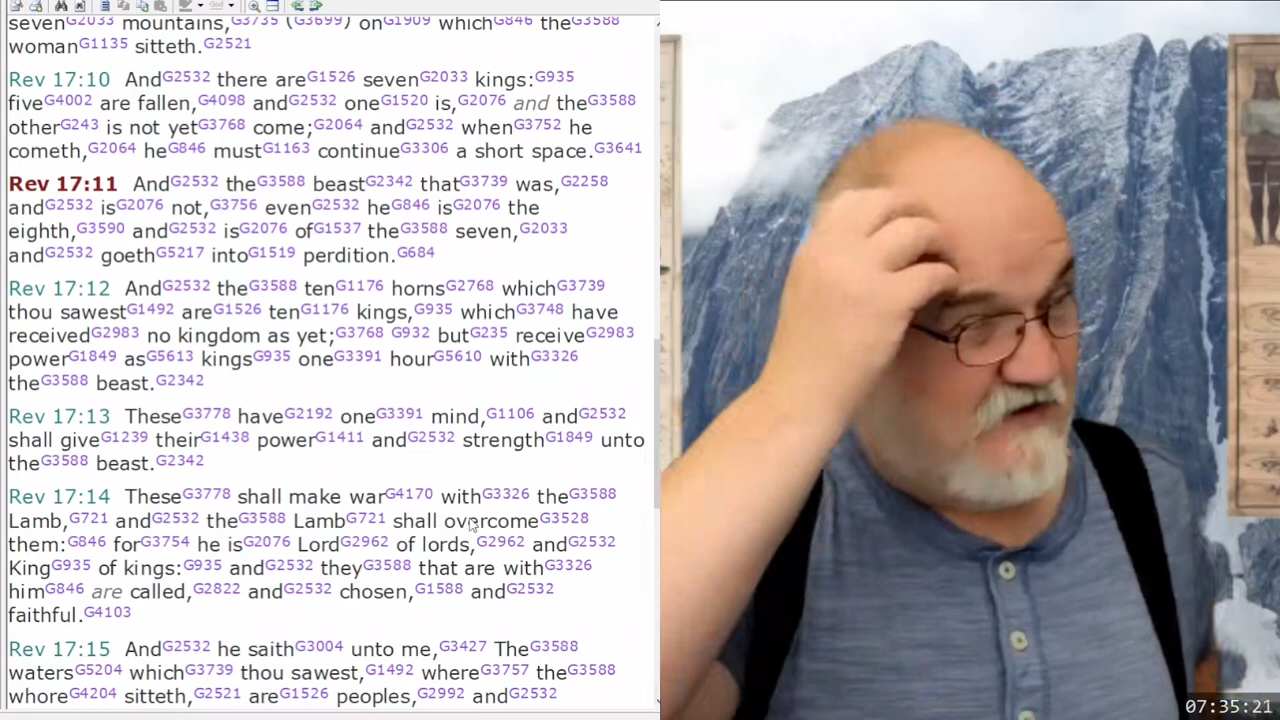 seven^G2033 mountains,^G3735 (^G3699) on^G1909 which^G846 the^G3588
woman^G1135 sitteth.^G2521
Rev 17:10 And^G2532 there are^G1526 seven^G2033 kings:^G935
five^G4002 are fallen,^G4098 and^G2532 one^G1520 is,^G2076 and the^G3588
other^G243 is not yet^G3768 come;^G2064 and^G2532 when^G3752 he
cometh,^G2064 he^G846 must^G1163 continue^G3306 a short space.^G3641
Rev 17:11 And^G2532 the^G3588 beast^G2342 that^G3739 was,^G2258
and^G2532 is^G2076 not,^G3756 even^G2532 he^G846 is^G2076 the
eighth,^G3590 and^G2532 is^G2076 of^G1537 the^G3588 seven,^G2033
and^G2532 goeth^G5217 into^G1519 perdition.^G684
Rev 17:12 And^G2532 the^G3588 ten^G1176 horns^G2768 which^G3739
thou sawest^G1492 are^G1526 ten^G1176 kings,^G935 which^G3748 have
received^G2983 no kingdom as yet;^G3768 ^G932 but^G235 receive^G2983
power^G1849 as^G5613 kings^G935 one^G3391 hour^G5610 with^G3326
the^G3588 beast.^G2342
Rev 17:13 These^G3778 have^G2192 one^G3391 mind,^G1106 and^G2532
shall give^G1239 their^G1438 power^G1411 and^G2532 strength^G1849 unto
the^G3588 beast.^G2342
Rev 17:14 These^G3778 shall make war^G4170 with^G3326 the^G3588
Lamb,^G721 and^G2532 the^G3588 Lamb^G721 shall overcome^G3528
them:^G846 for^G3754 he is^G2076 Lord^G2962 of lords,^G2962 and^G2532
King^G935 of kings:^G935 and^G2532 they^G3588 that are with^G3326
him^G846 are called,^G2822 and^G2532 chosen,^G1588 and^G2532
faithful.^G4103
Rev 17:15 And^G2532 he saith^G3004 unto me,^G3427 The^G3588
waters^G5204 which^G3739 thou sawest,^G1492 where^G3757 the^G3588
whore^G4204 sitteth,^G2521 are^G1526 peoples,^G2992 and^G2532
07:35:21